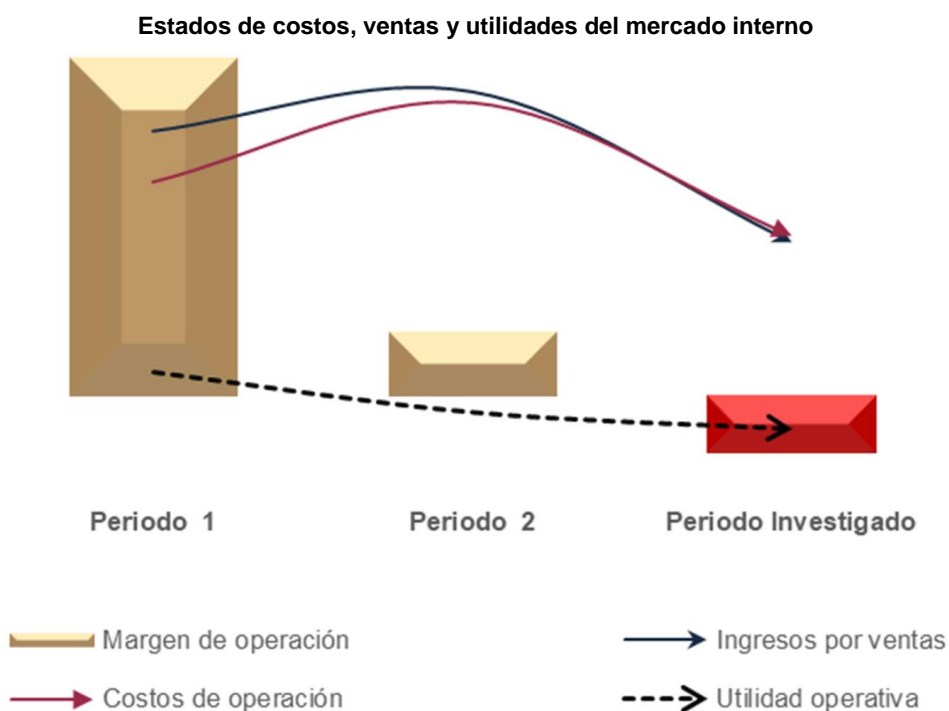 Estados de costos, ventas y utilidades del mercado interno
Periodo 1
Periodo 2
Periodo Investigado
Margen de operación
Ingresos por ventas
Costos de operación
Utilidad operativa